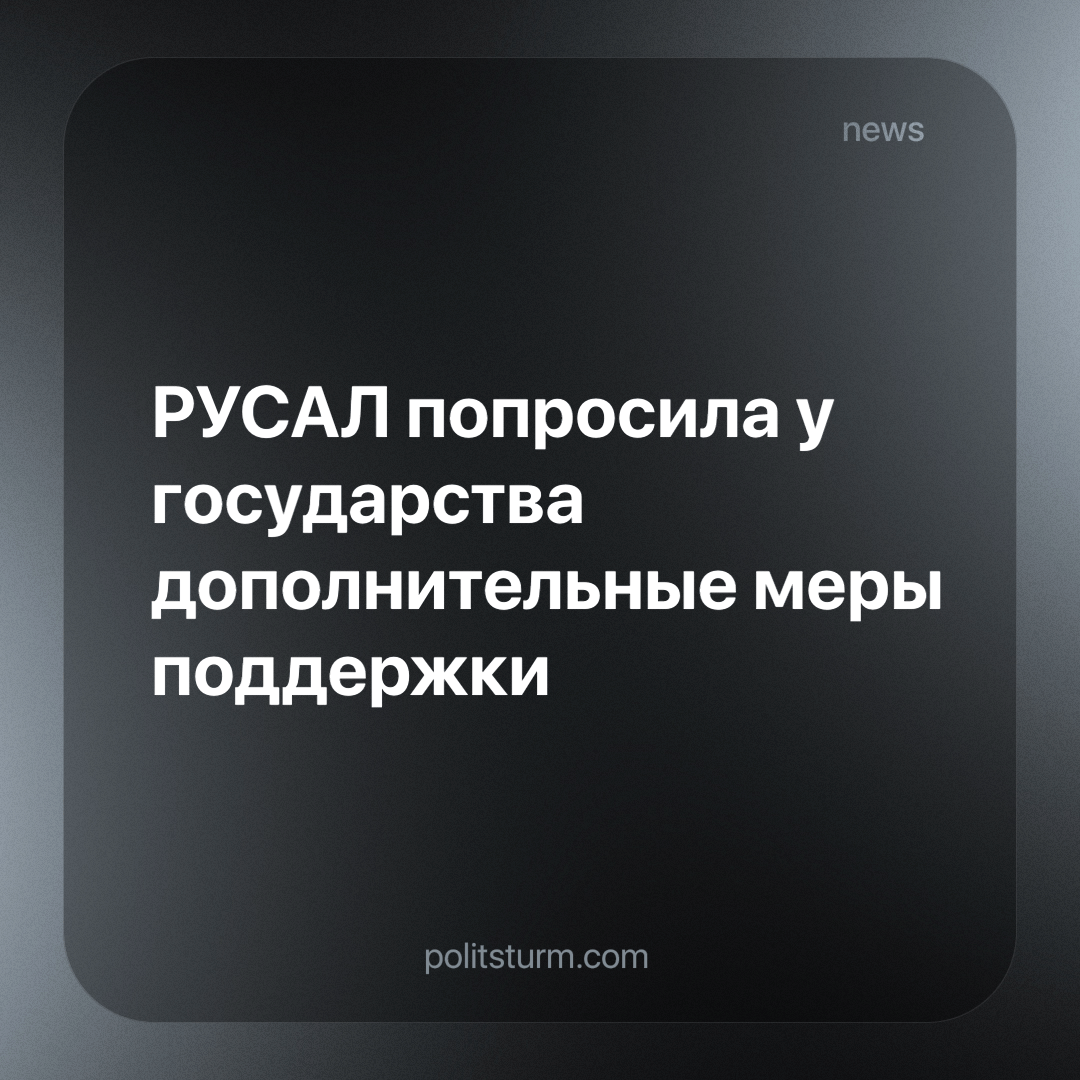 news
РУСАЛ попросила у
государства
дополнительные меры
поддержки
politsturm.com